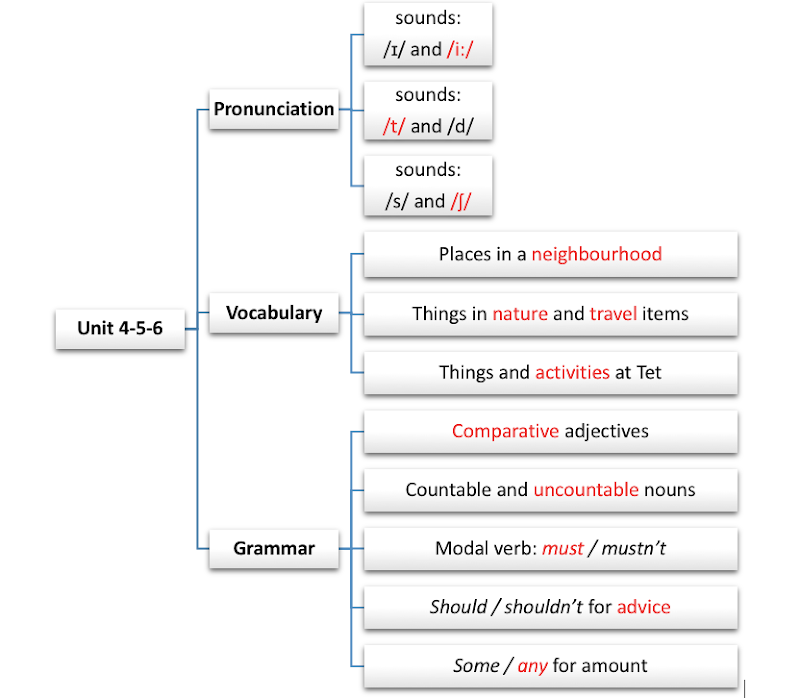 sounds:
/ɪ/ and /i:/
Pronunciation
sounds:
/t/ and /d/
sounds:
/s/ and /ʃ/
Places in a neighbourhood
Unit 4-5-6
Vocabulary
Things in nature and travel items
Things and activities at Tet
Comparative adjectives
Countable and uncountable nouns
Grammar
Modal verb: must / mustn't
Should / shouldn't for advice
Some / any for amount